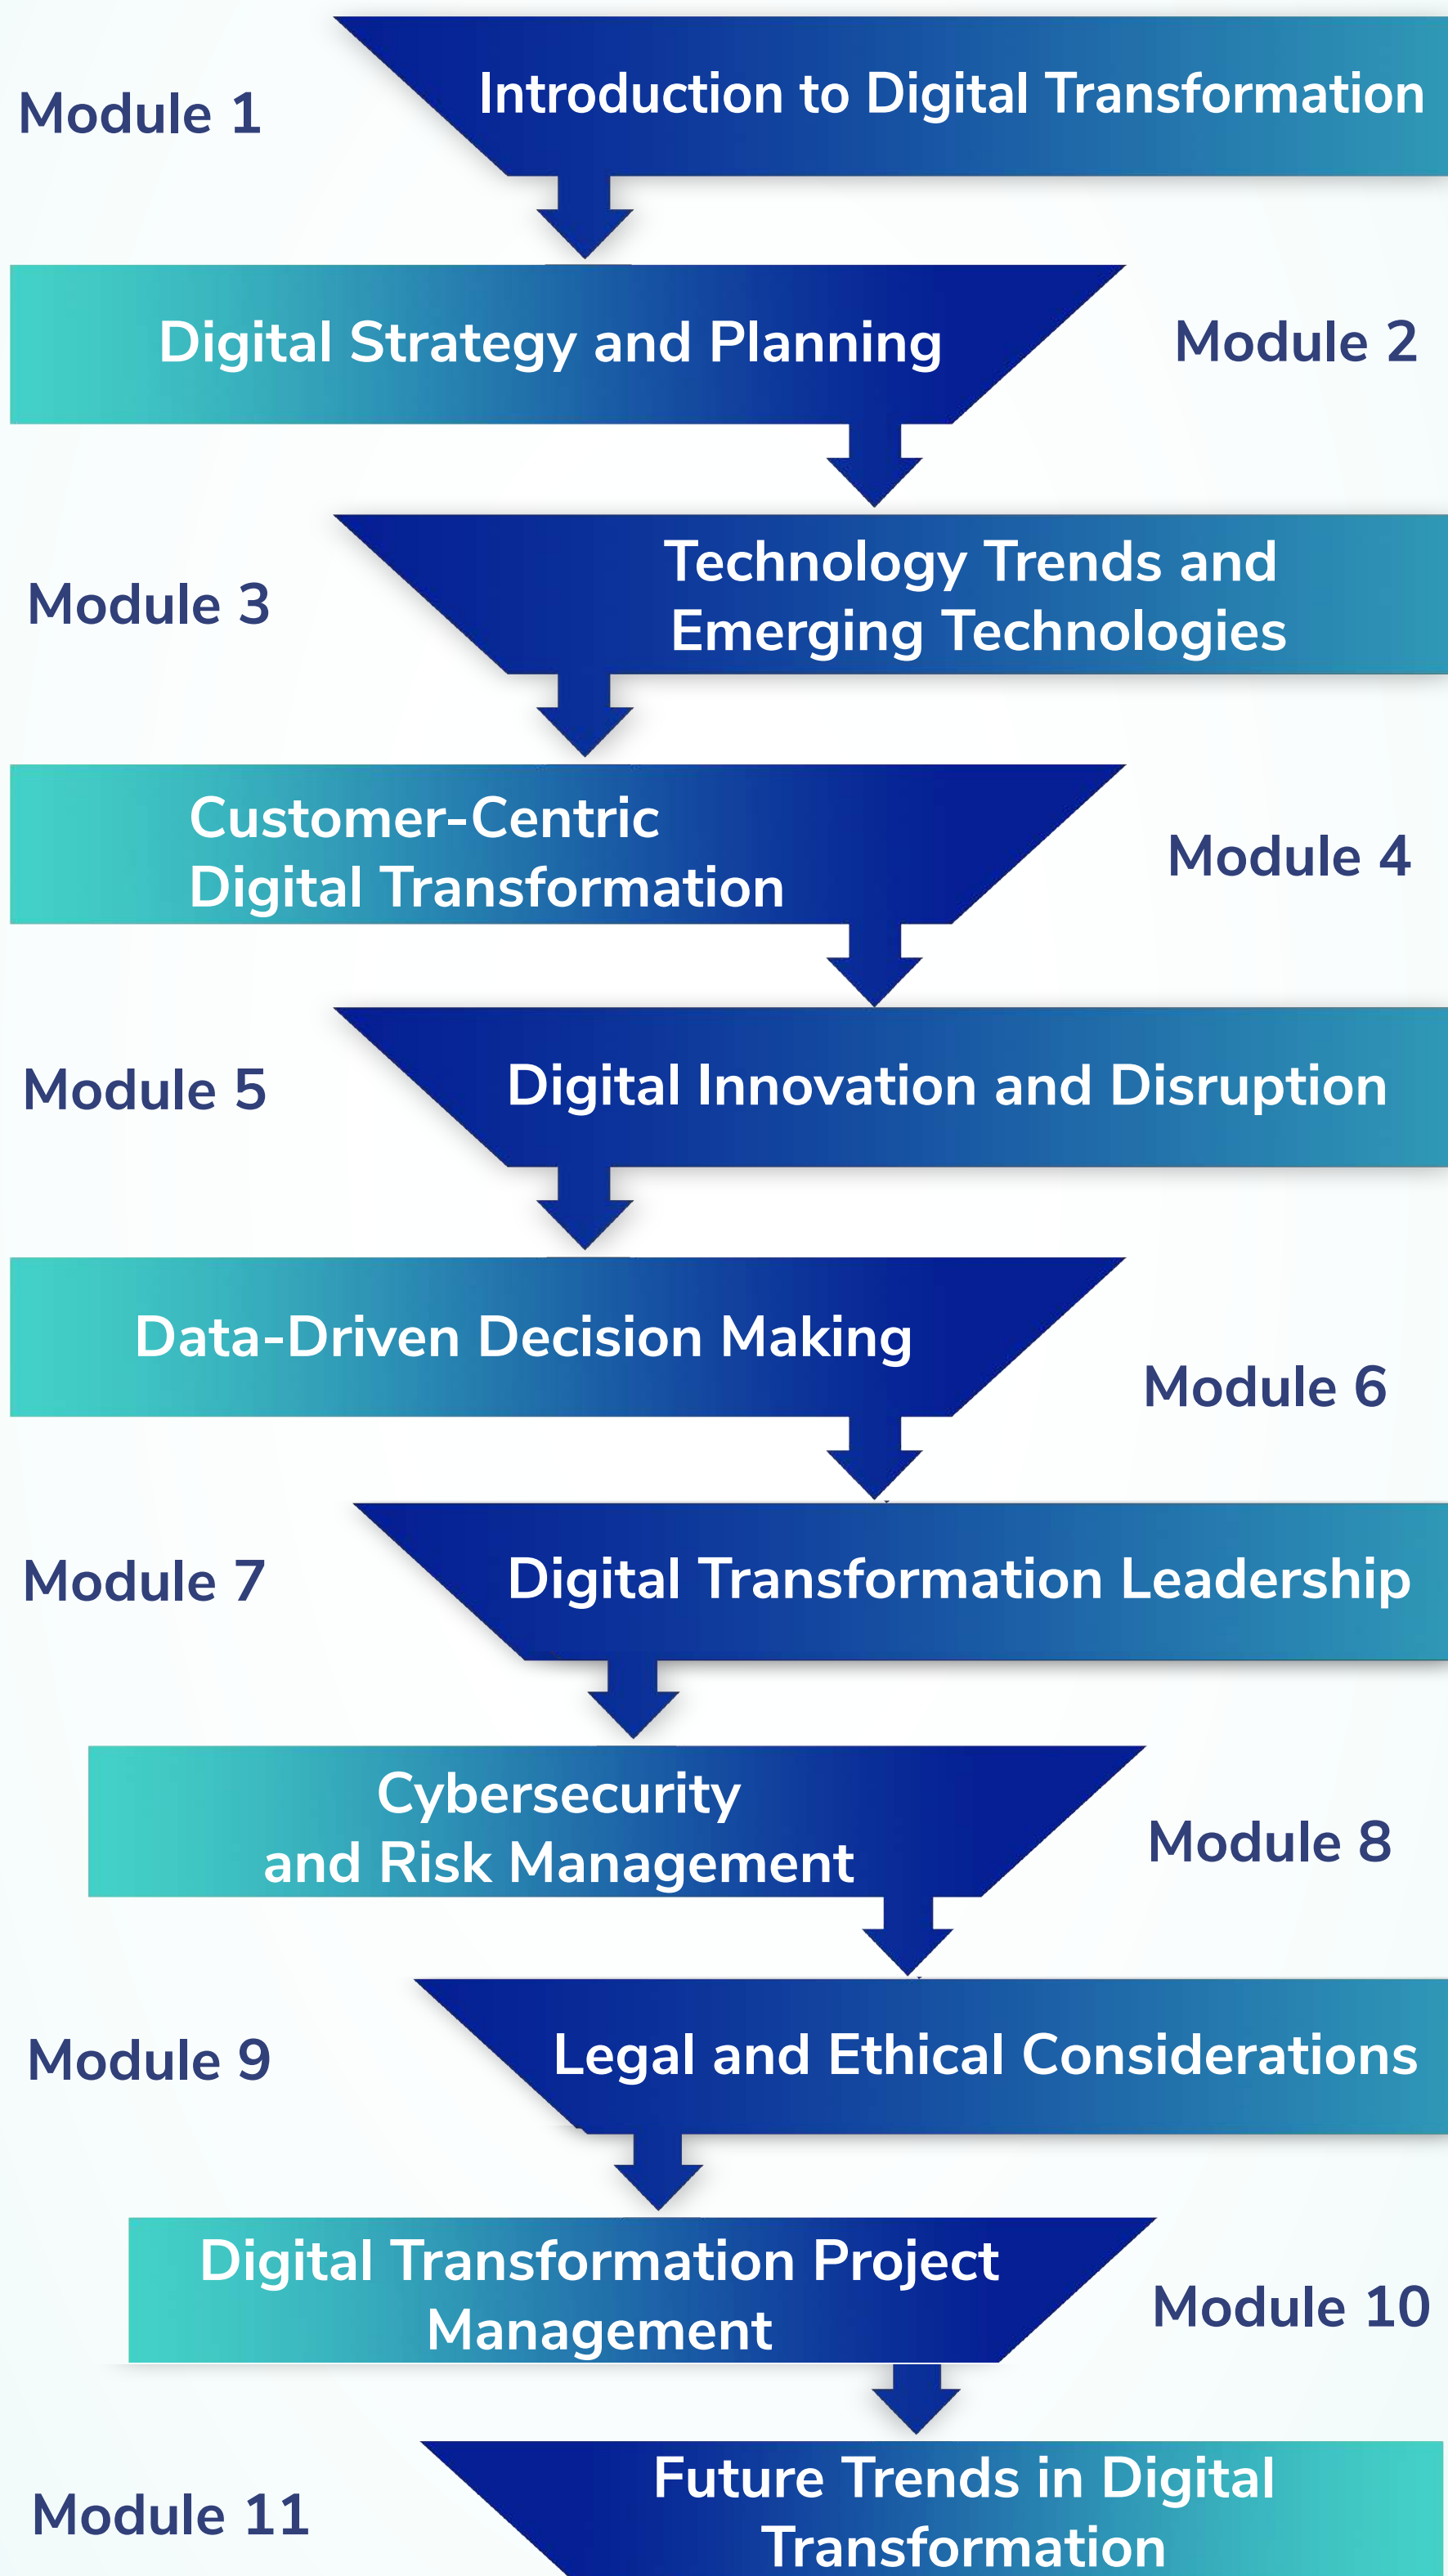 Module 1
Introduction to Digital Transformation
Digital Strategy and Planning
Module 2
Module 3
Technology Trends and
Emerging Technologies
Customer-Centric
Digital Transformation
Module 4
Module 5
Digital Innovation and Disruption
Data-Driven Decision Making
Module 6
Module 7
Digital Transformation Leadership
Cybersecurity
and Risk Management
Module 8
Module 9
Legal and Ethical Considerations
Digital Transformation Project
Management
Module 10
Module 11
Future Trends in Digital
Transformation